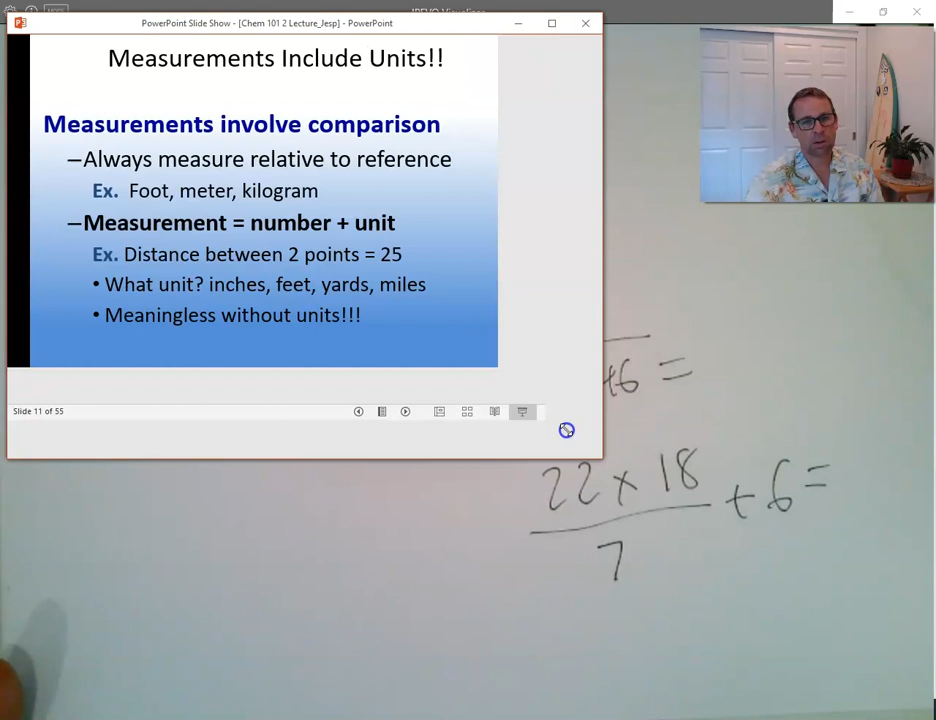 PowerPoint Slide Show - [Chem 101 2 Lecture_Jesp] - PowerPoint
Measurements Include Units!!
Measurements involve comparison
–Always measure relative to reference
Ex. Foot, meter, kilogram
–Measurement = number + unit
Ex. Distance between 2 points = 25
• What unit? inches, feet, yards, miles
• Meaningless without units!!!
Slide 11 of 55
+6 =
22 x 18
+ 6 =
7